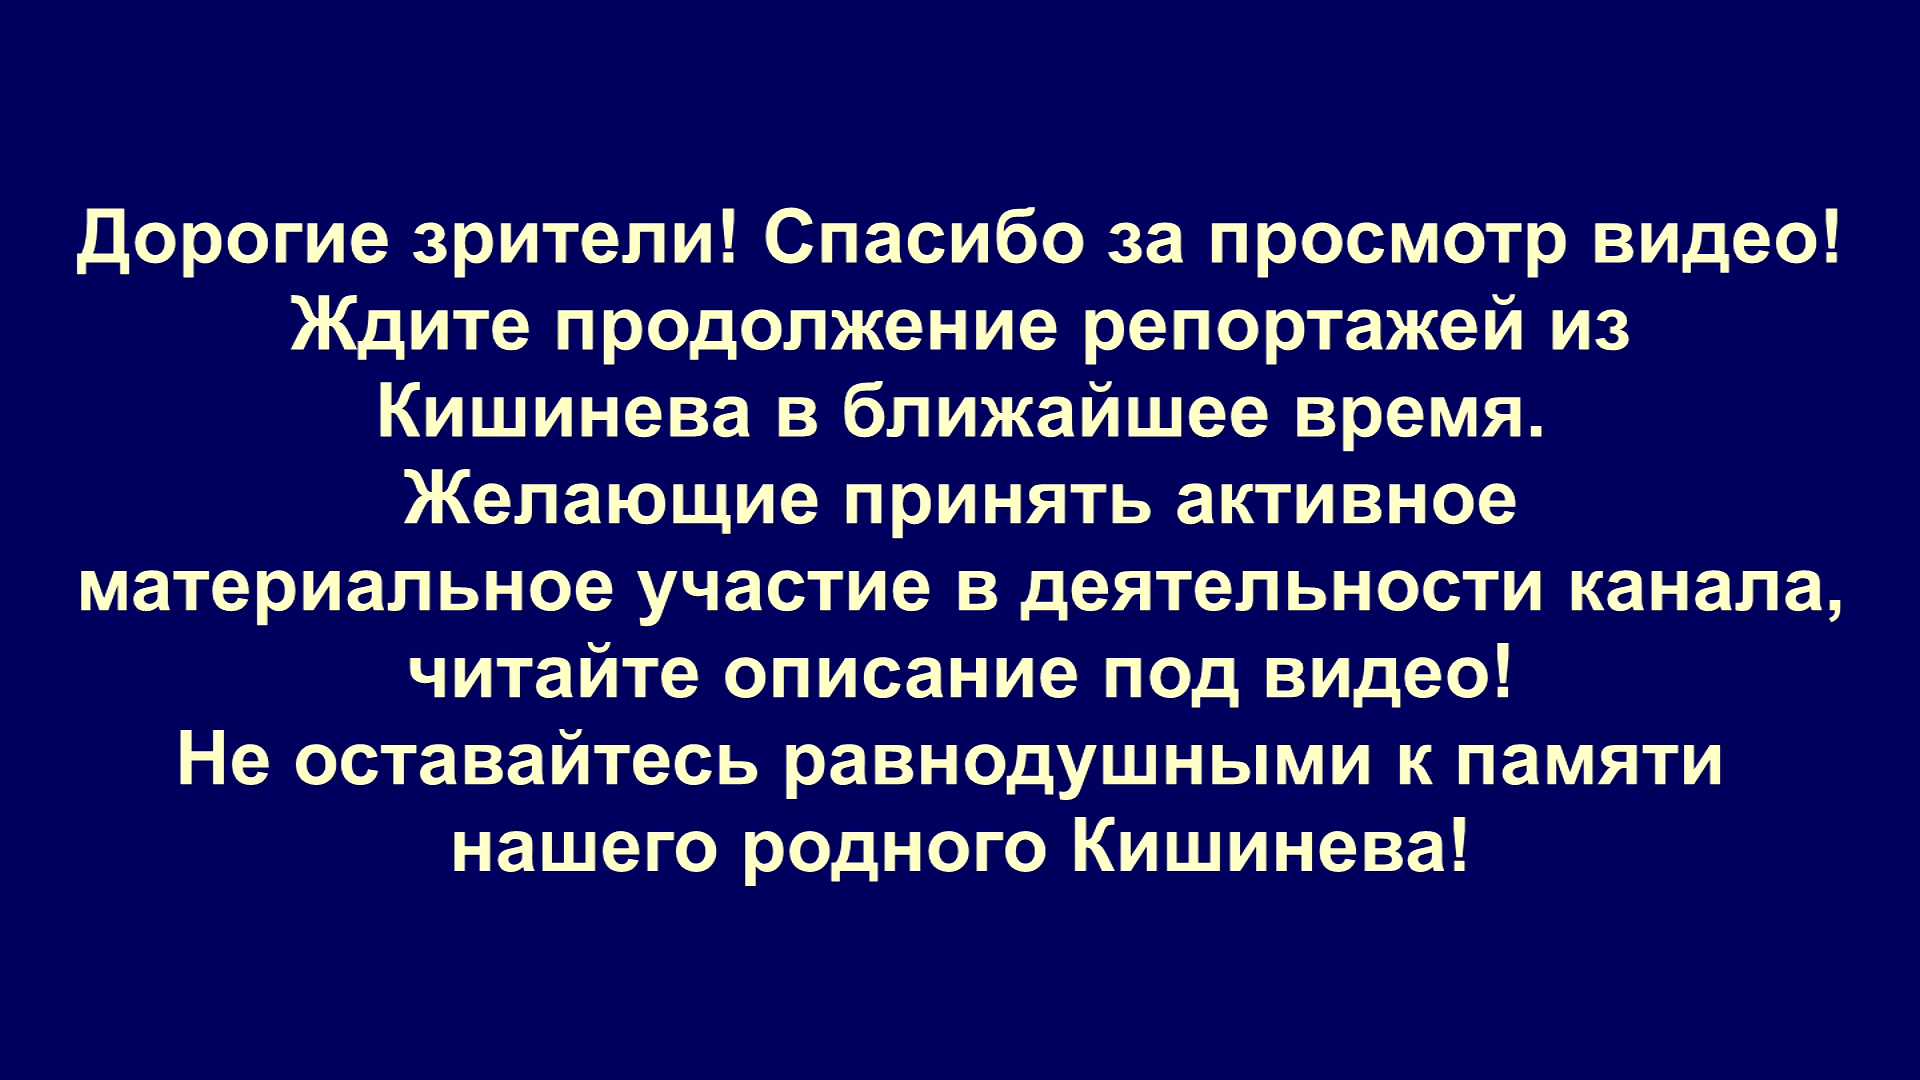 Дорогие зрители! Спасибо за просмотр видео!
Ждите продолжение репортажей из
Кишинева в ближайшее время.
Желающие принять активное
материальное участие в деятельности канала,
читайте описание под видео!
Не оставайтесь равнодушными к памяти
нашего родного Кишинева!